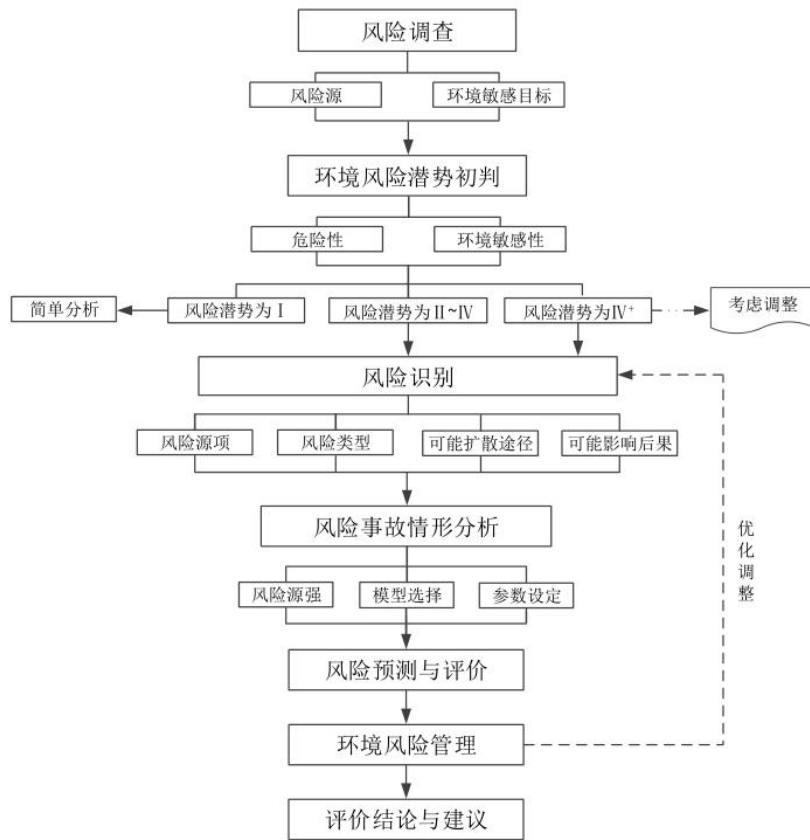 风险调查
风险源
环境敏感目标
环境风险潜势初判
危险性
环境敏感性
简单分析
风险潜势为Ⅰ
风险潜势为Ⅱ~Ⅳ
风险潜势为Ⅳ⁺
考虑调整
风险识别
风险源项
风险类型
可能扩散途径
可能影响后果
风险事故情形分析
优化调整
风险源强
模型选择
参数设定
风险预测与评价
环境风险管理
评价结论与建议